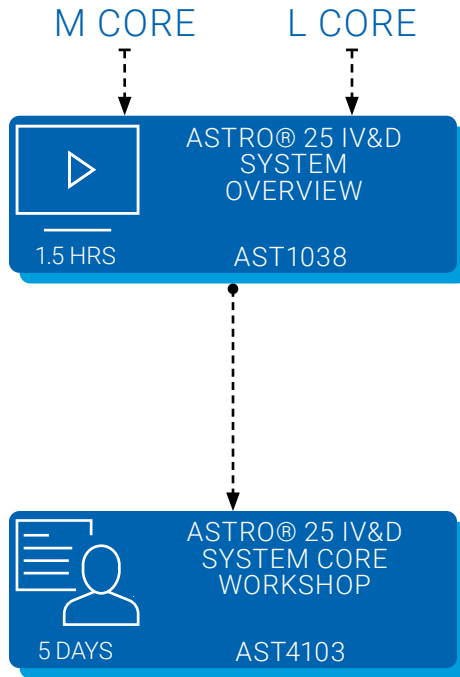 M CORE L CORE
ASTRO® 25 IV&D
SYSTEM
OVERVIEW
1.5 HRS AST1038
ASTRO® 25 IV&D
SYSTEM CORE
WORKSHOP
5 DAYS AST4103